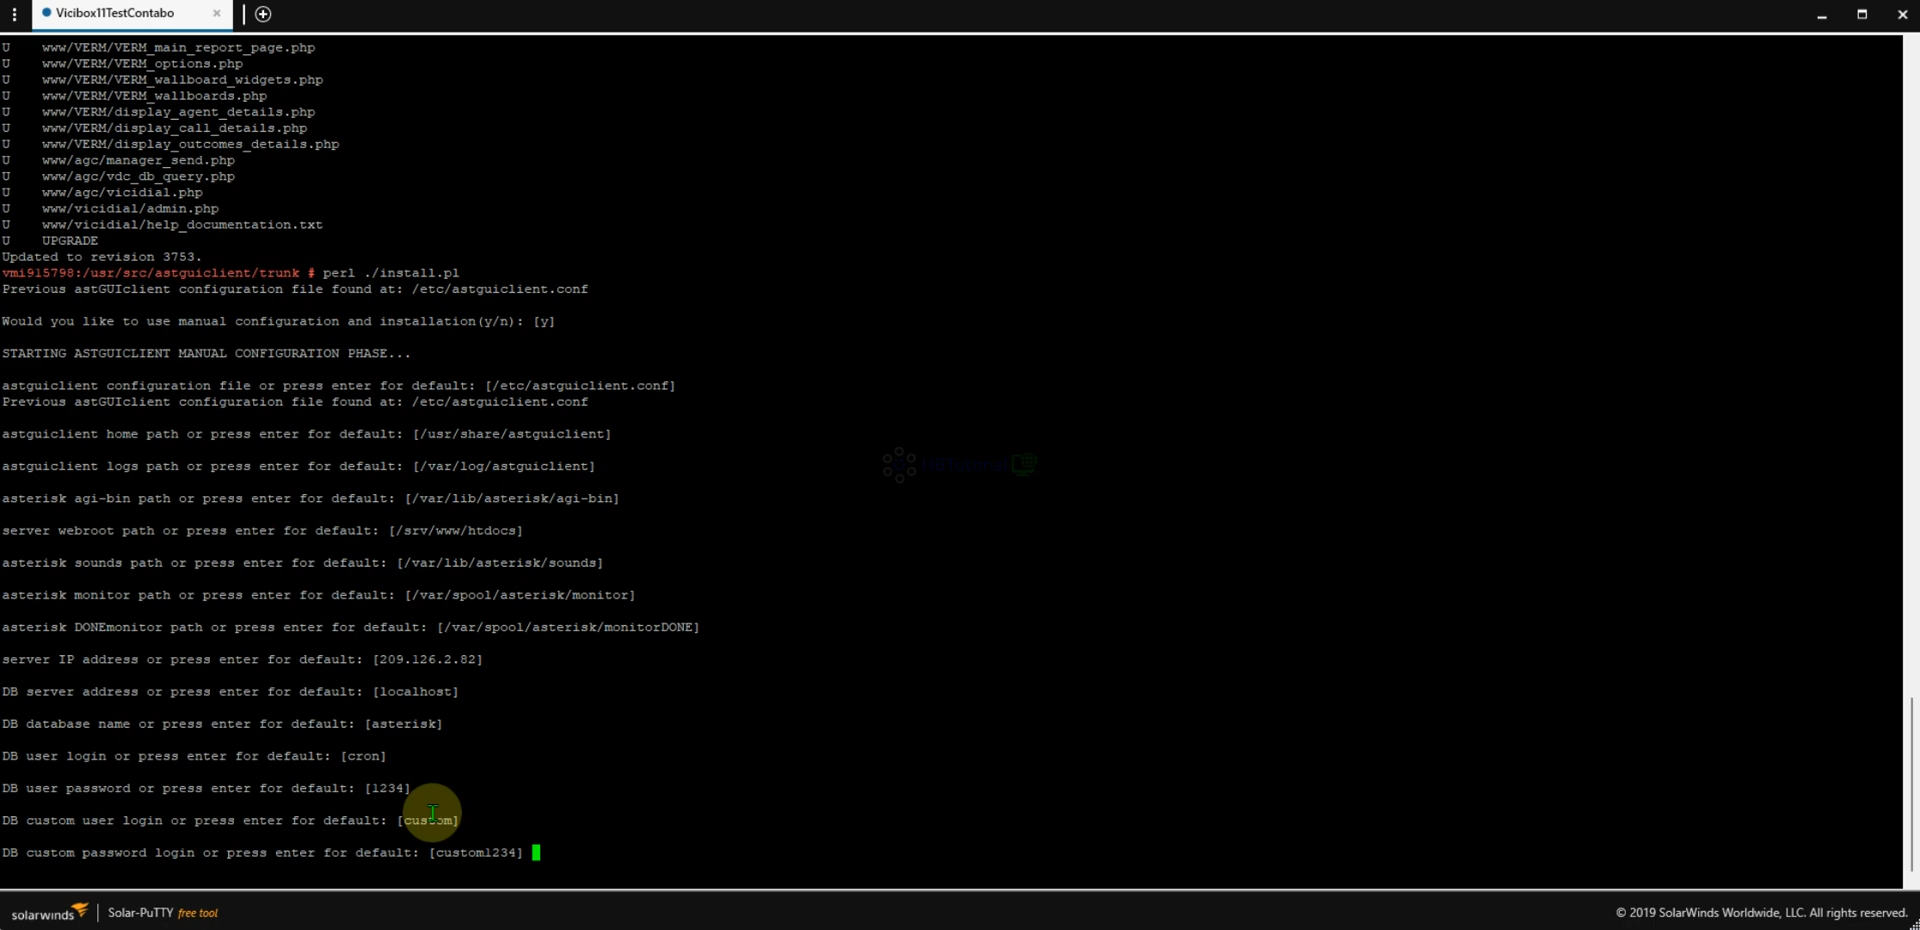 Vicibox11TestContabo
U www/VERM/VERM_main_report_page.php
U www/VERM/VERM_options.php
U www/VERM/VERM_wallboard_widgets.php
U www/VERM/VERM_wallboards.php
U www/VERM/display_agent_details.php
U www/VERM/display_call_details.php
U www/VERM/display_outcomes_details.php
U www/agc/manager_send.php
U www/agc/vdc_db_query.php
U www/agc/vicidial.php
U www/vicidial/admin.php
U www/vicidial/help_documentation.txt
U UPGRADE
Updated to revision 3753.
vmi915798:/usr/src/astguiclient/trunk # perl ./install.pl
Previous astGUIclient configuration file found at: /etc/astguiclient.conf
Would you like to use manual configuration and installation(y/n): [y]
STARTING ASTGUICLIENT MANUAL CONFIGURATION PHASE...
astguiclient configuration file or press enter for default: [/etc/astguiclient.conf]
Previous astGUIclient configuration file found at: /etc/astguiclient.conf
astguiclient home path or press enter for default: [/usr/share/astguiclient]
astguiclient logs path or press enter for default: [/var/log/astguiclient]
asterisk agi-bin path or press enter for default: [/var/lib/asterisk/agi-bin]
server webroot path or press enter for default: [/srv/www/htdocs]
asterisk sounds path or press enter for default: [/var/lib/asterisk/sounds]
asterisk monitor path or press enter for default: [/var/spool/asterisk/monitor]
asterisk DONEmonitor path or press enter for default: [/var/spool/asterisk/monitorDONE]
server IP address or press enter for default: [209.126.2.82]
DB server address or press enter for default: [localhost]
DB database name or press enter for default: [asterisk]
DB user login or press enter for default: [cron]
DB user password or press enter for default: [1234]
DB custom user login or press enter for default: [custom]
DB custom password login or press enter for default: [custom1234]
solarwinds Solar-PuTTY free tool
© 2019 SolarWinds Worldwide, LLC. All rights reserved.